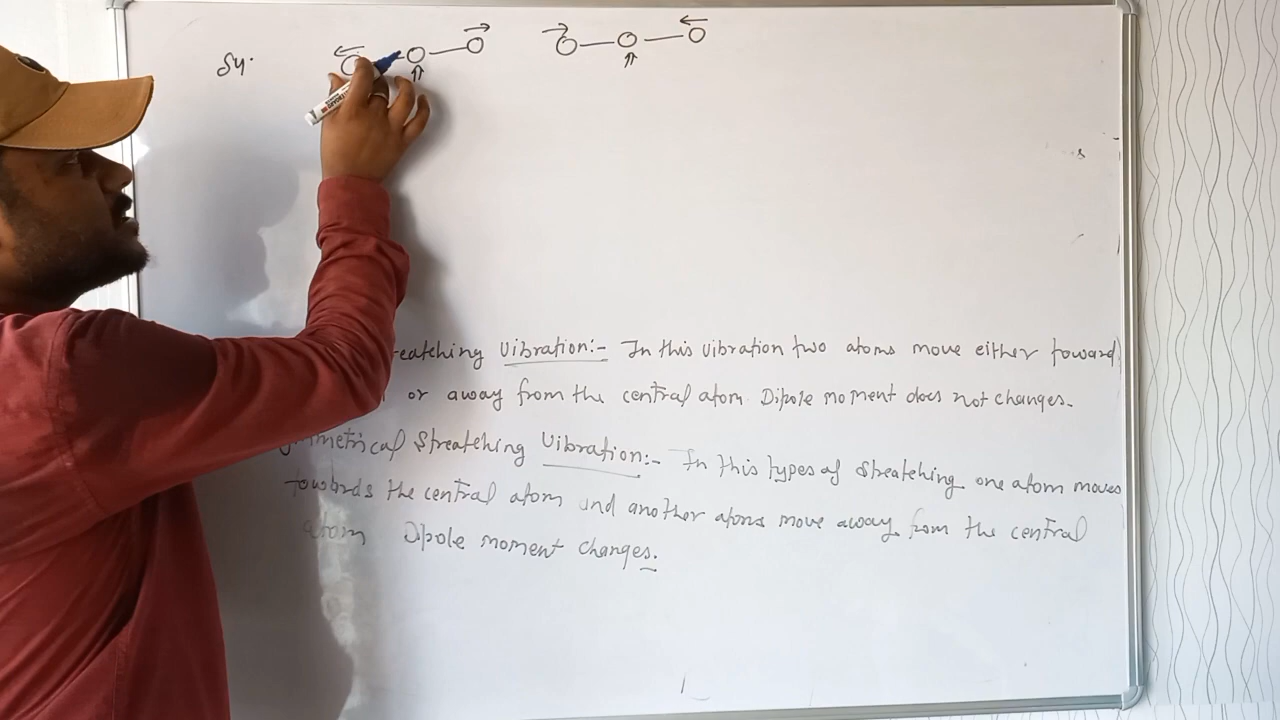 Sy.
eatching Vibration:- In this vibration two atoms move either toward
or away from the central atom Dipole moment does not changes.
mmetrical Streatching Vibration:- In this types of streatching one atom moves
towards the central atom and another atoms move away from the central
atom Dipole moment changes.